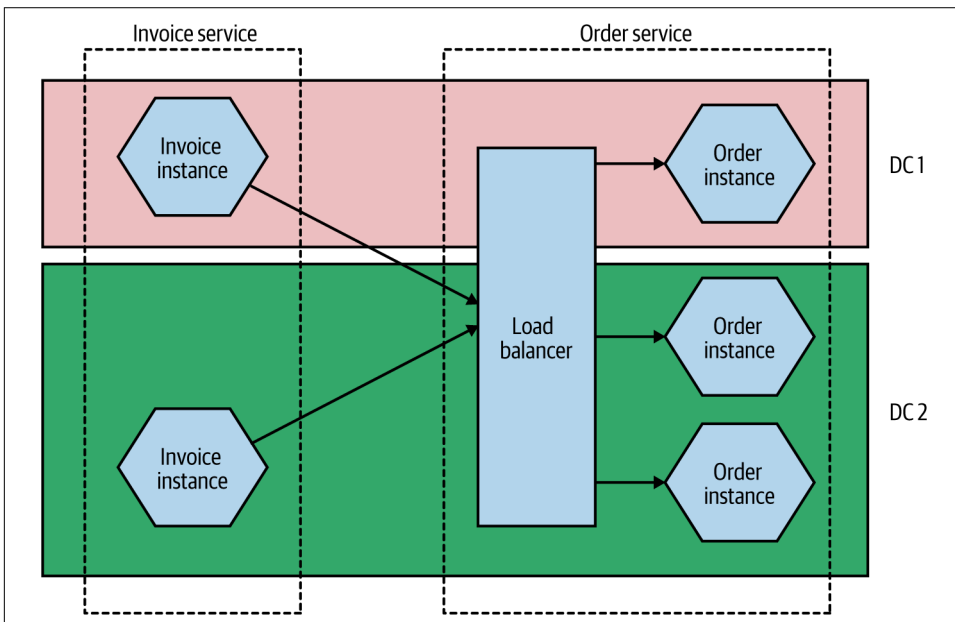 Invoice service
Order service
Invoice
instance
Order
instance
DC 1
Load
balancer
Order
instance
DC 2
Invoice
instance
Order
instance